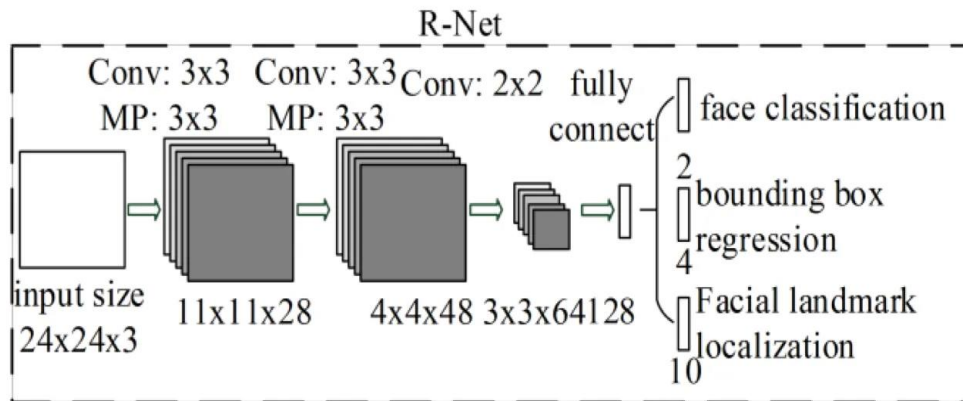 R-Net
Conv: 3x3
MP: 3x3
Conv: 3x3
MP: 3x3
Conv: 2x2
fully
connect
face classification
2
bounding box
regression
4
Facial landmark
localization
10
input size
24x24x3
11x11x28
4x4x48
3x3x64
128